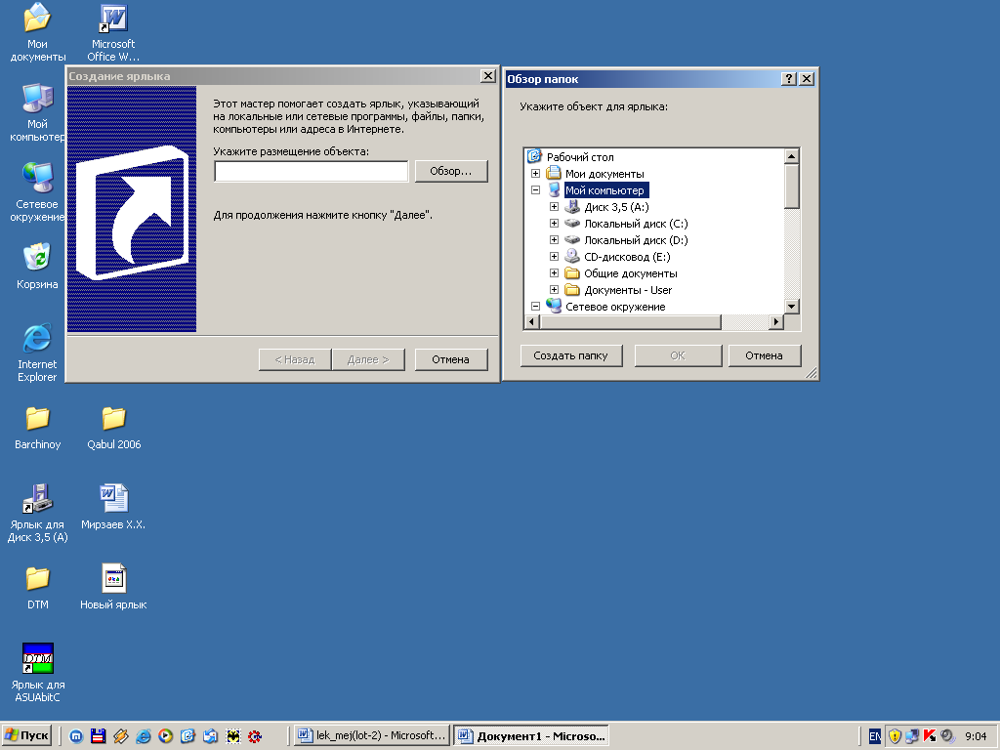 Мои
документы
Microsoft
Office W...
Мой
компьютер
Сетевое
окружение
Корзина
Internet
Explorer
Barchinoy
Qabul 2006
Ярлык для
Диск 3,5 (A)
Мирзаев Х.Х.
DTM
Новый ярлык
DTM
Ярлык для
ASUAbitC
Создание ярлыка
Этот мастер помогает создать ярлык, указывающий
на локальные или сетевые программы, файлы, папки,
компьютеры или адреса в Интернете.
Укажите размещение объекта:
Обзор...
Для продолжения нажмите кнопку "Далее".
< Назад
Далее >
Отмена
Обзор папок
Укажите объект для ярлыка:
Рабочий стол
Мои документы
Мой компьютер
Диск 3,5 (A:)
Локальный диск (C:)
Локальный диск (D:)
CD-дисковод (E:)
Общие документы
Документы - User
Сетевое окружение
Создать папку
ОК
Отмена
Пуск
lek_mej(lot-2) - Microsoft...
Документ1 - Microso...
EN
9:04